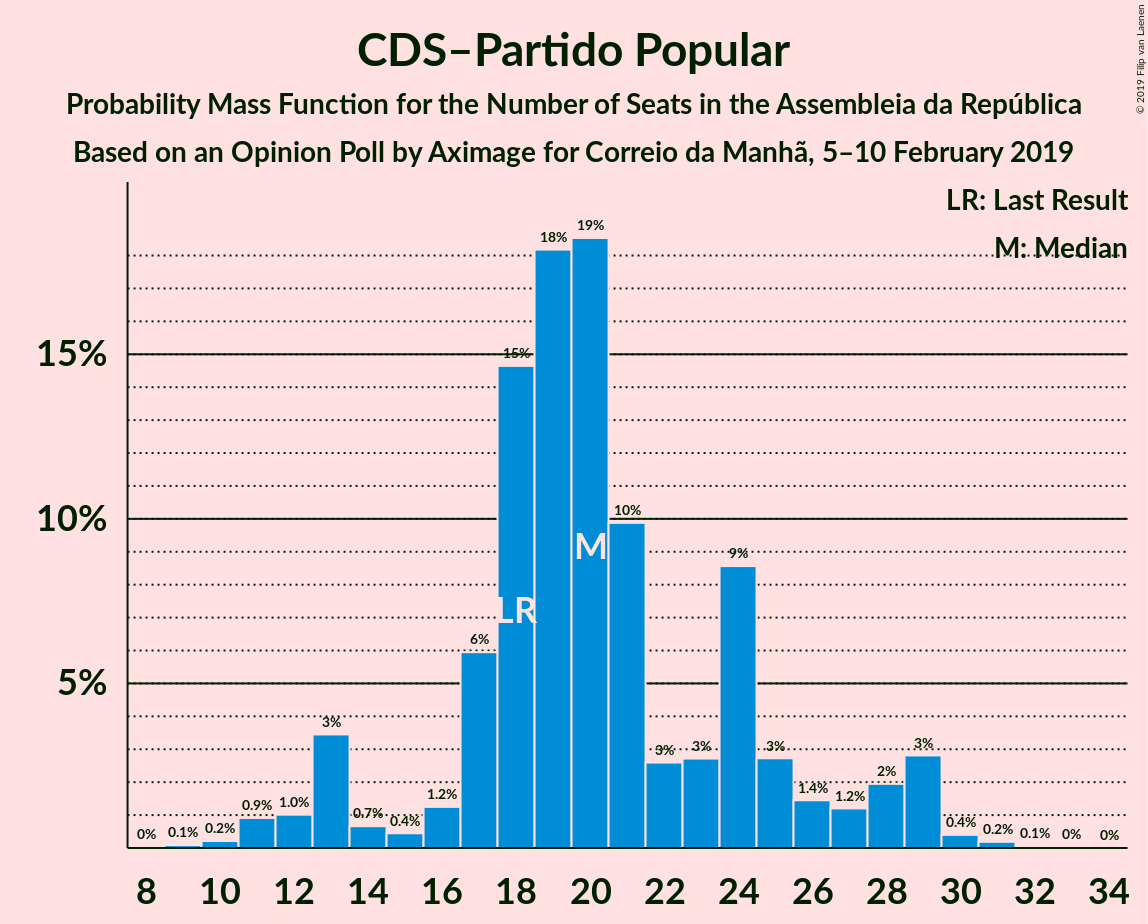 CDS–Partido Popular
Probability Mass Function for the Number of Seats in the Assembleia da República
Based on an Opinion Poll by Aximage for Correio da Manhã, 5–10 February 2019
© 2019 Filip van Laenen
LR: Last Result
M: Median
15%
10%
5%
0% 0.1% 0.2% 0.9% 1.0% 3% 0.7% 0.4% 1.2% 6% 15% 18% 19% 10% 3% 3% 9% 3% 1.4% 1.2% 2% 3% 0.4% 0.2% 0.1% 0% 0%
M
LR
8 10 12 14 16 18 20 22 24 26 28 30 32 34